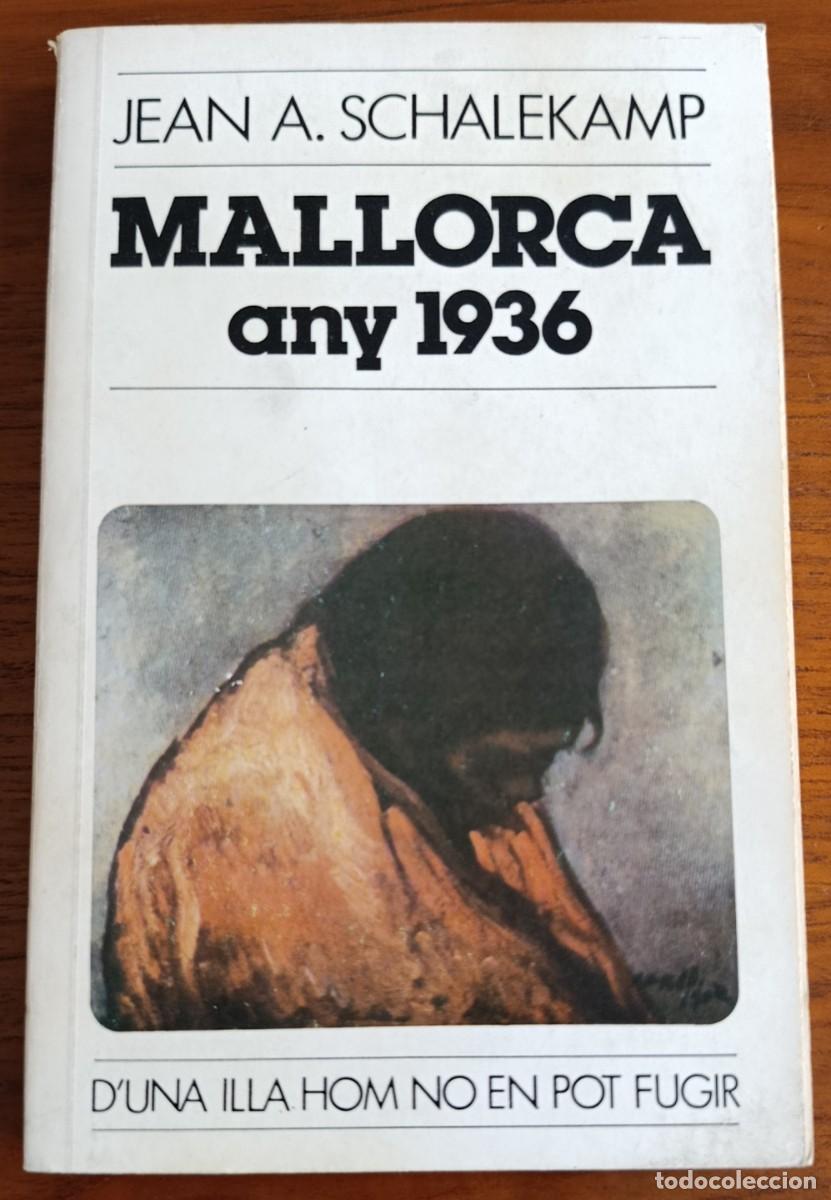 JEAN A. SCHALEKAMP
MALLORCA
any 1936
D'UNA ILLA HOM NO EN POT FUGIR
todocoleccion